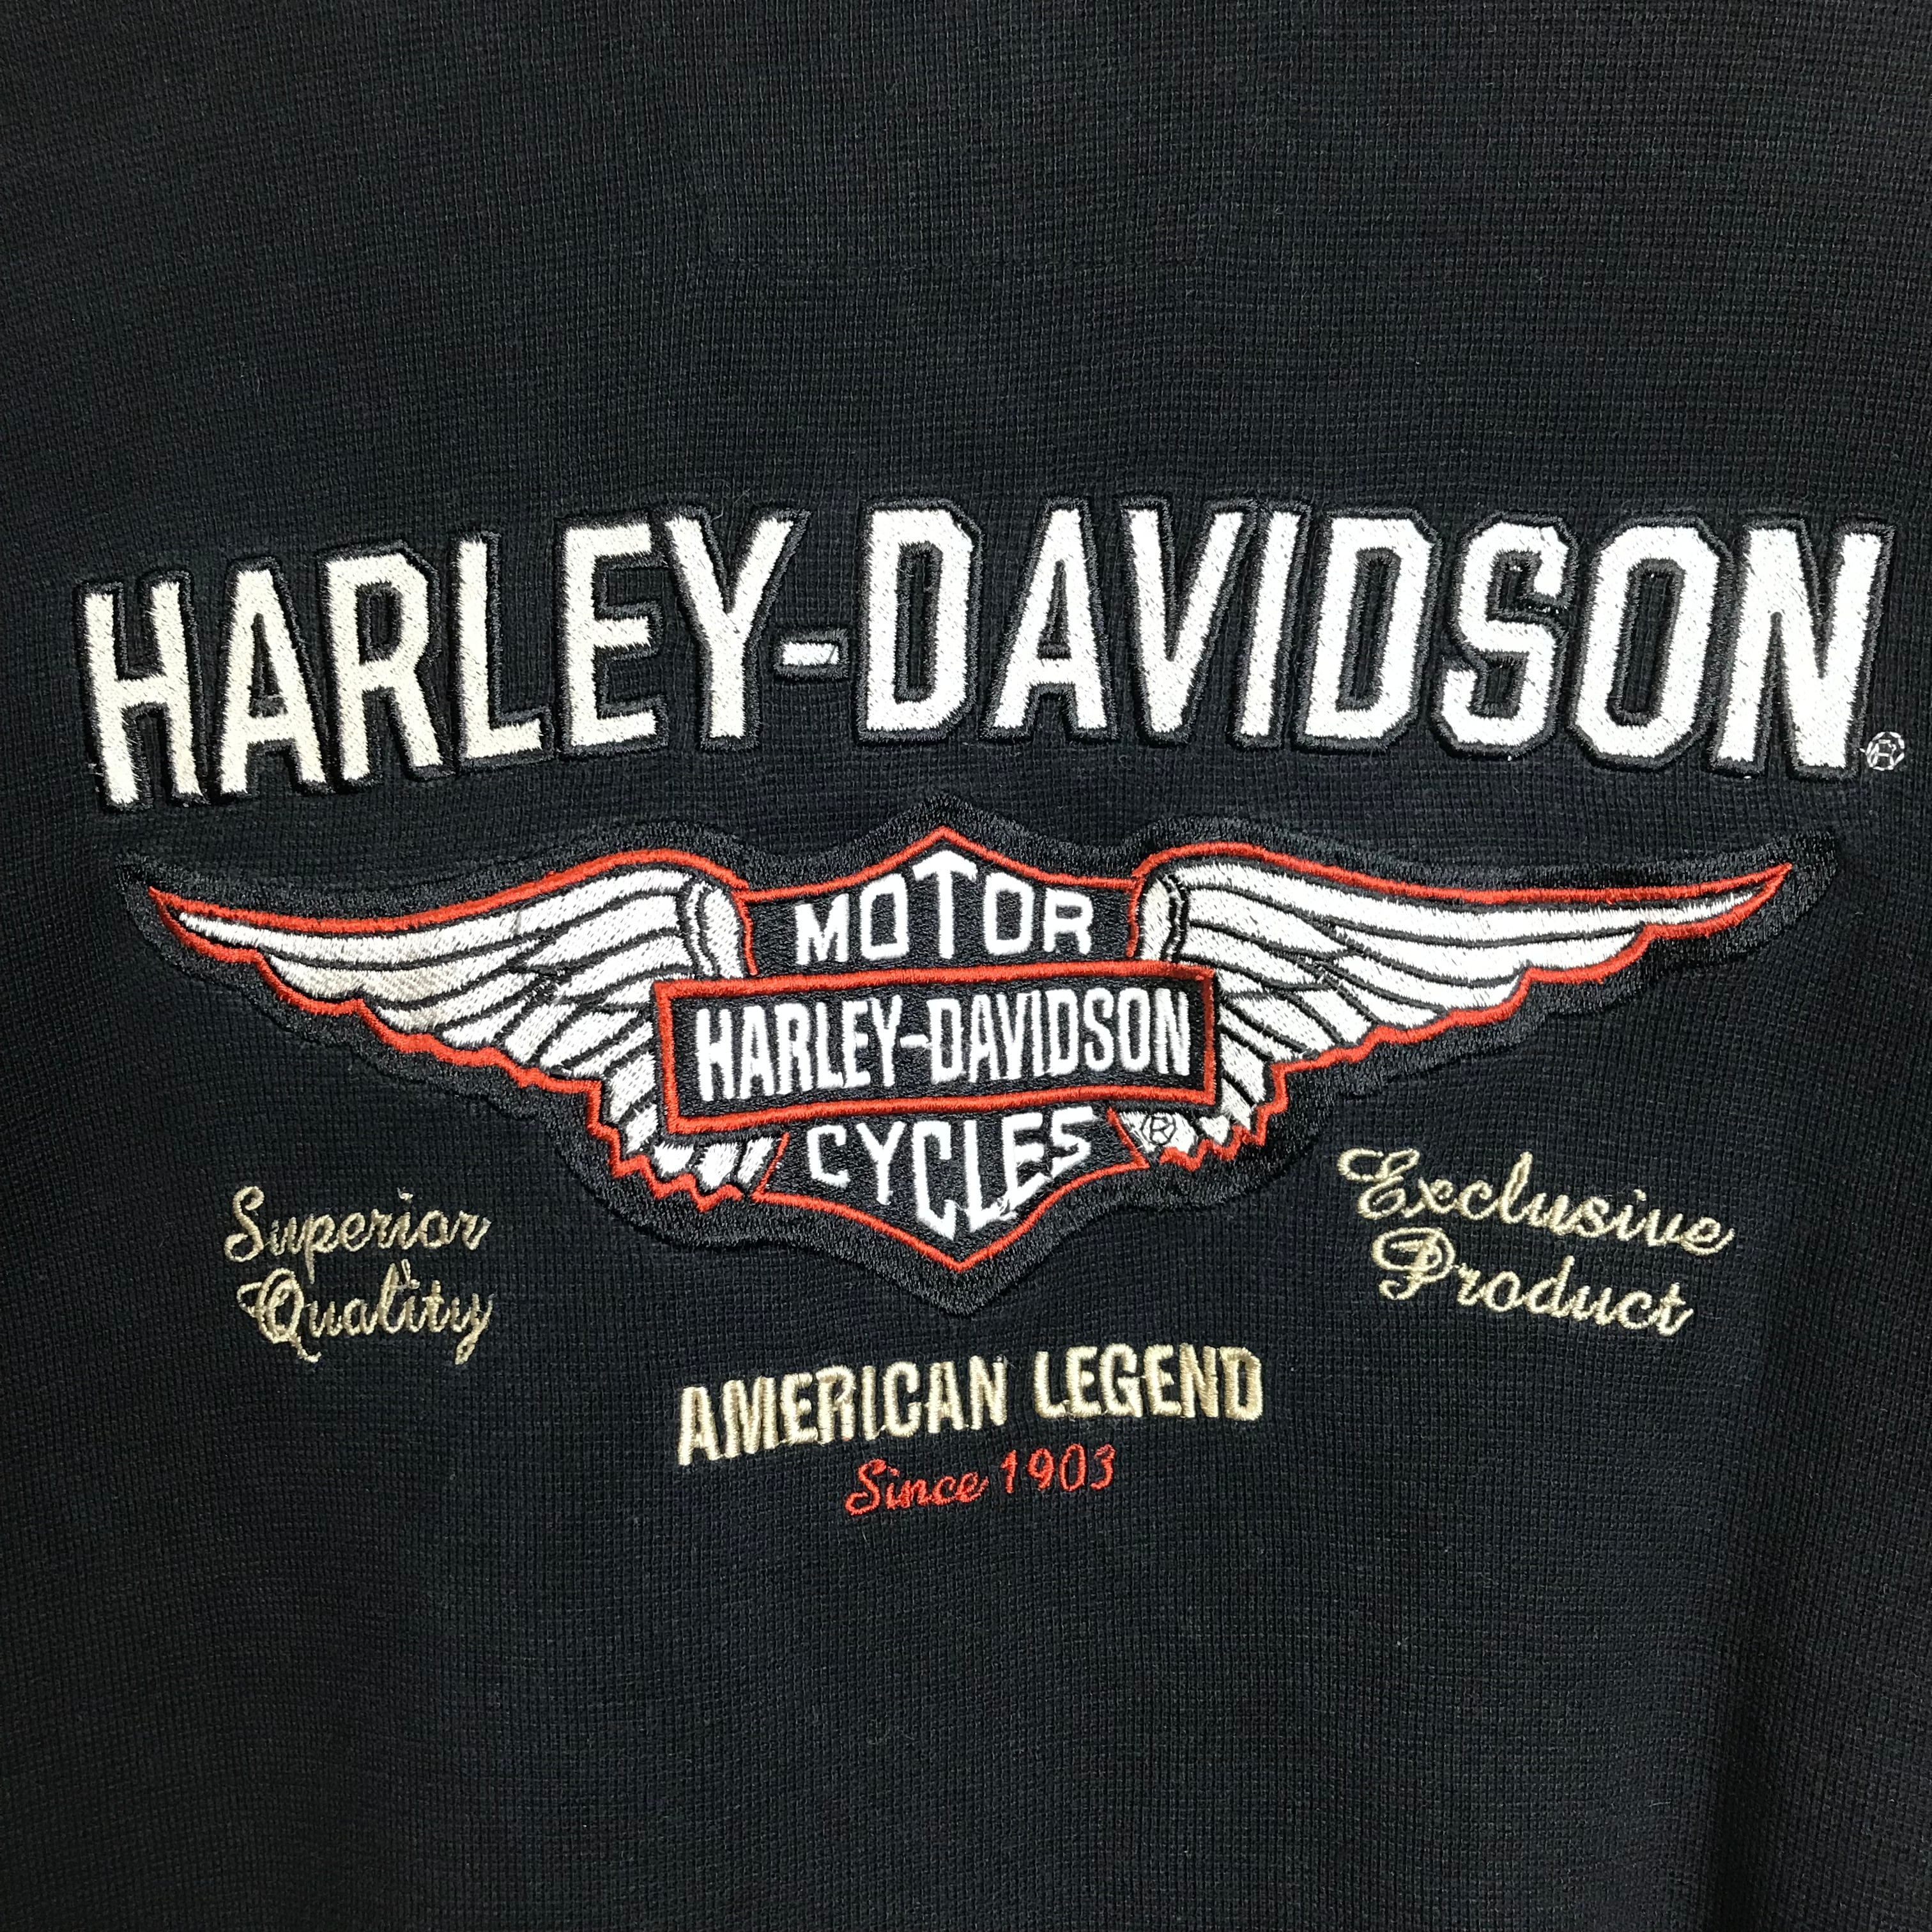 HARLEY-DAVIDSON®
MOTOR
HARLEY-DAVIDSON
CYCLES ®
Superior
Quality
Exclusive
Product
AMERICAN LEGEND
Since 1903